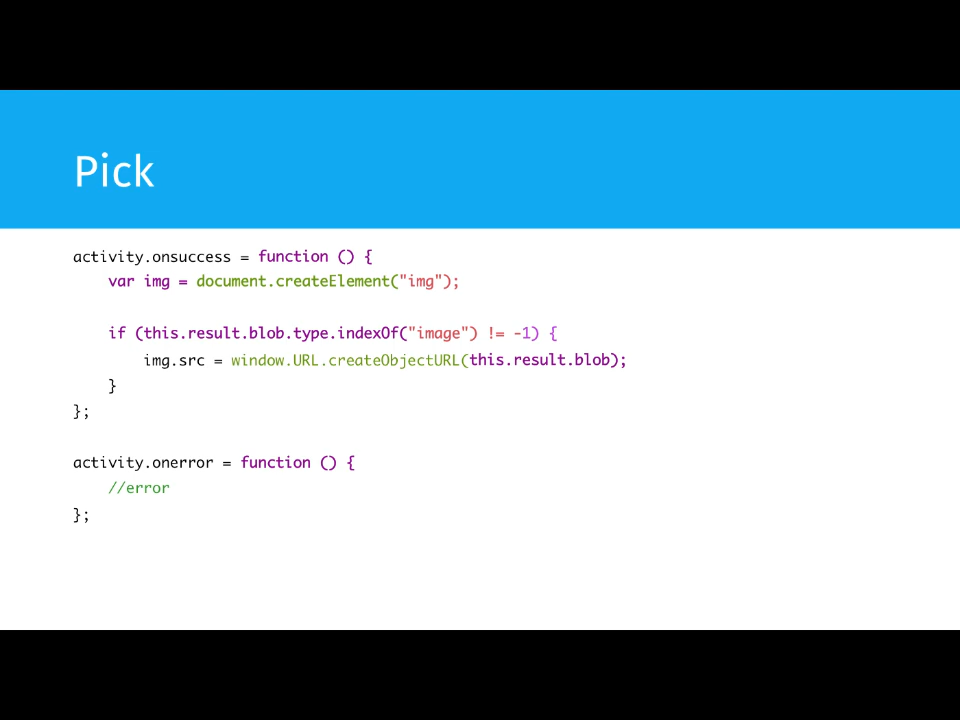 Pick
activity.onsuccess = function () {
    var img = document.createElement("img");
    if (this.result.blob.type.indexOf("image") != -1) {
        img.src = window.URL.createObjectURL(this.result.blob);
    }
};
activity.onerror = function () {
    //error
};